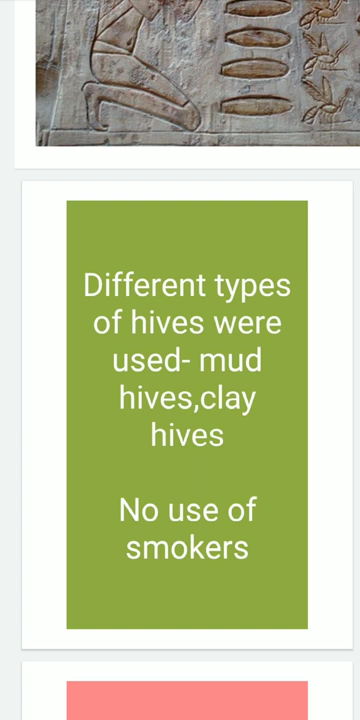 Different types
of hives were
used- mud
hives,clay
hives
No use of
smokers